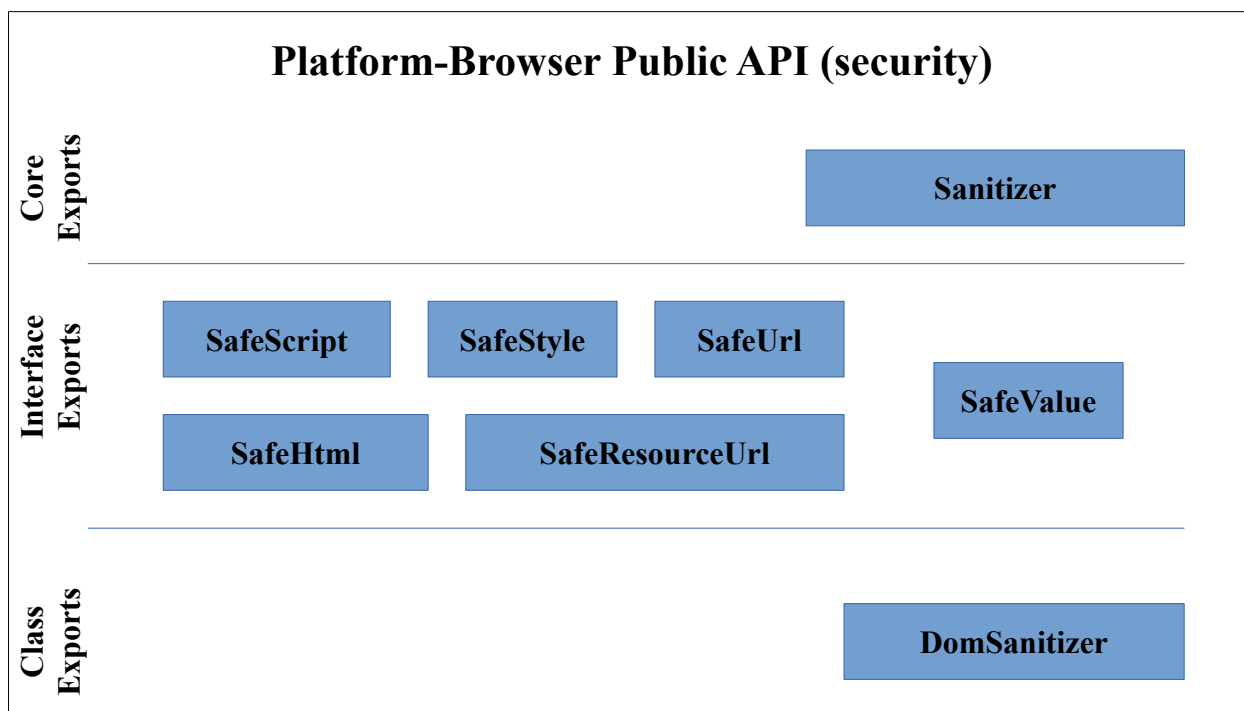 Platform-Browser Public API (security)
Core
Exports
Sanitizer
Interface
Exports
SafeScript
SafeStyle
SafeUrl
SafeValue
SafeHtml
SafeResourceUrl
Class
Exports
DomSanitizer